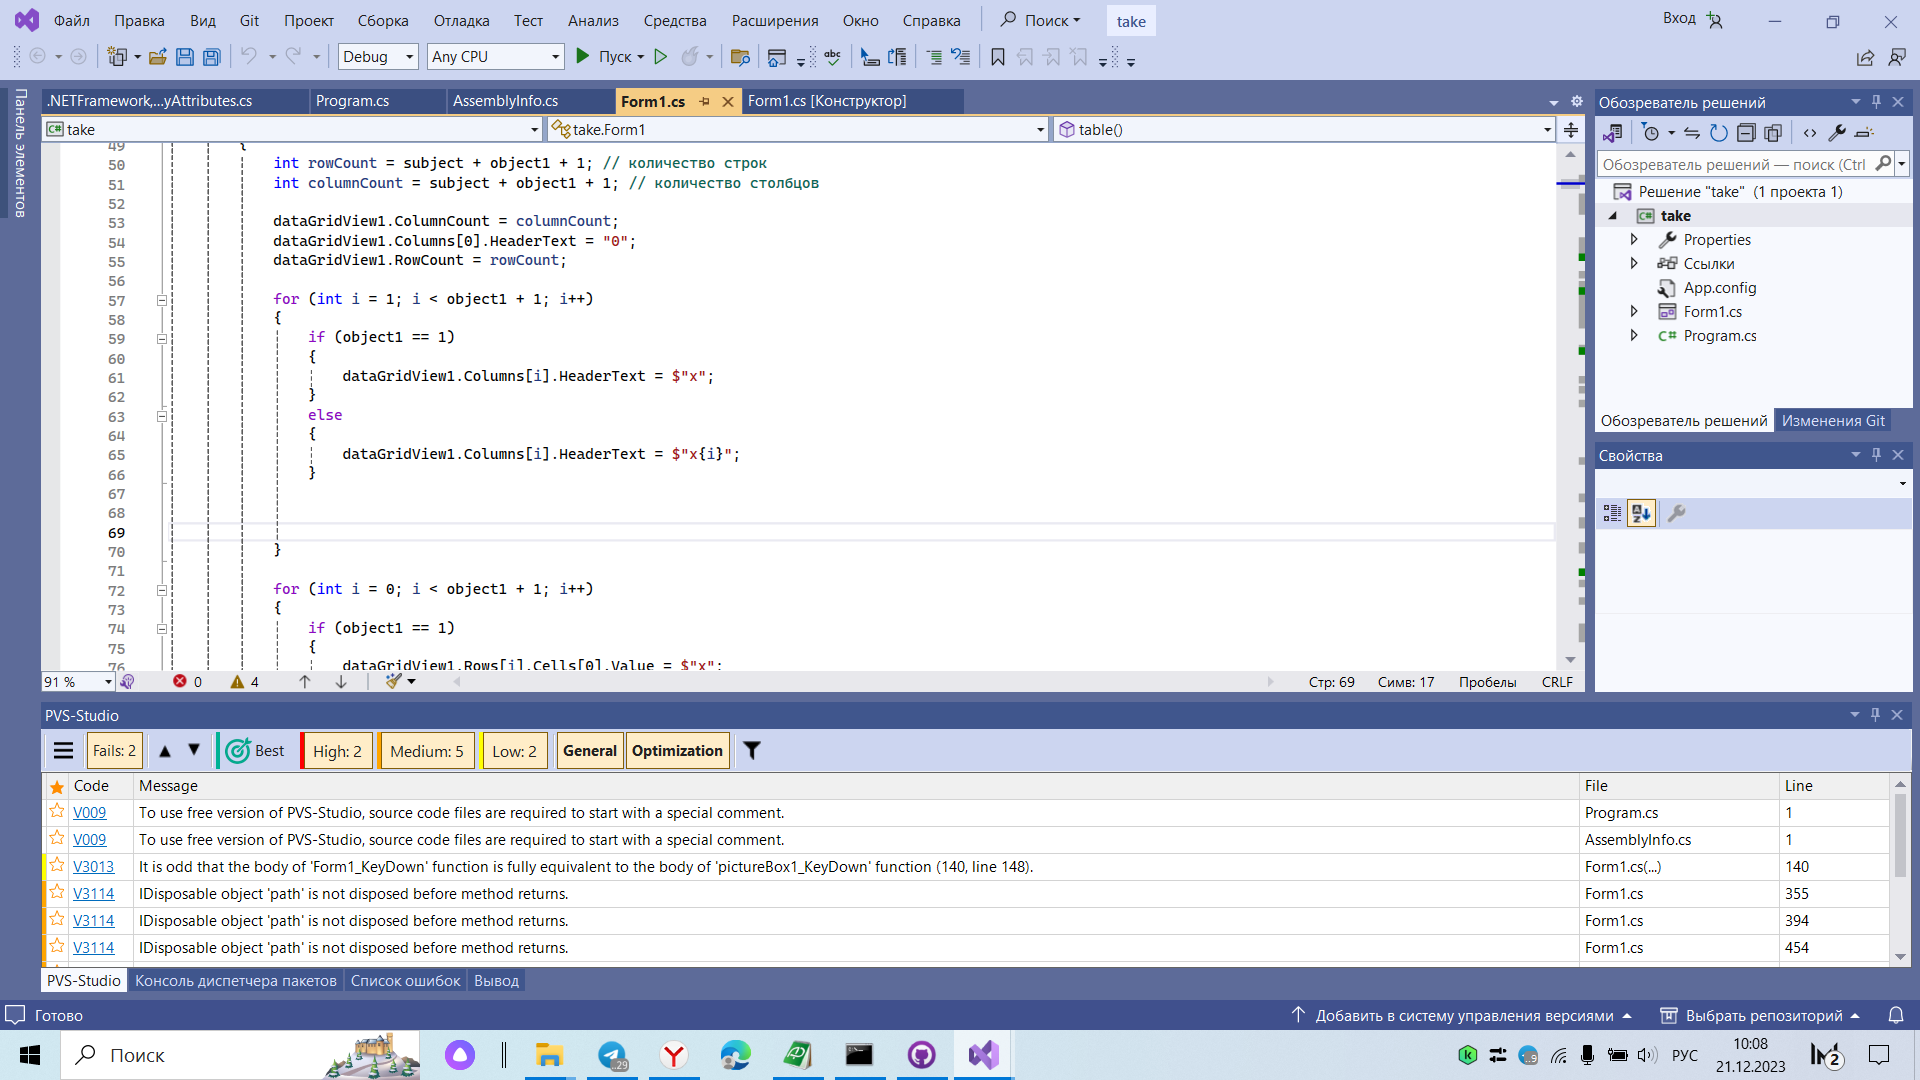 Файл Правка Вид Git Проект Сборка Отладка Тест Анализ Средства Расширения Окно Справка Поиск take Вход
Debug Any CPU Пуск
Панель элементов
.NETFramework,...yAttributes.cs Program.cs AssemblyInfo.cs Form1.cs Form1.cs [Конструктор]
take take.Form1 table()
49 {
50 int rowCount = subject + object1 + 1; // количество строк
51 int columnCount = subject + object1 + 1; // количество столбцов
52
53 dataGridView1.ColumnCount = columnCount;
54 dataGridView1.Columns[0].HeaderText = "0";
55 dataGridView1.RowCount = rowCount;
56
57 for (int i = 1; i < object1 + 1; i++)
58 {
59 if (object1 == 1)
60 {
61 dataGridView1.Columns[i].HeaderText = $"x";
62 }
63 else
64 {
65 dataGridView1.Columns[i].HeaderText = $"x{i}";
66 }
67
68
69
70 }
71
72 for (int i = 0; i < object1 + 1; i++)
73 {
74 if (object1 == 1)
75 {
76 dataGridView1.Rows[i].Cells[0].Value = $"x";
91 % 0 4 Стр: 69 Симв: 17 Пробелы CRLF
Обозреватель решений
Обозреватель решений — поиск (Ctrl
Решение "take" (1 проекта 1)
C# take
Properties
Ссылки
App.config
Form1.cs
C# Program.cs
Обозреватель решений Изменения Git
Свойства
PVS-Studio
Fails: 2 Best High: 2 Medium: 5 Low: 2 General Optimization
Code Message File Line
V009 To use free version of PVS-Studio, source code files are required to start with a special comment. Program.cs 1
V009 To use free version of PVS-Studio, source code files are required to start with a special comment. AssemblyInfo.cs 1
V3013 It is odd that the body of 'Form1_KeyDown' function is fully equivalent to the body of 'pictureBox1_KeyDown' function (140, line 148). Form1.cs(...) 140
V3114 IDisposable object 'path' is not disposed before method returns. Form1.cs 355
V3114 IDisposable object 'path' is not disposed before method returns. Form1.cs 394
V3114 IDisposable object 'path' is not disposed before method returns. Form1.cs 454
PVS-Studio Консоль диспетчера пакетов Список ошибок Вывод
Готово Добавить в систему управления версиями Выбрать репозиторий
Поиск 29 ..9 РУС 10:08 2
21.12.2023